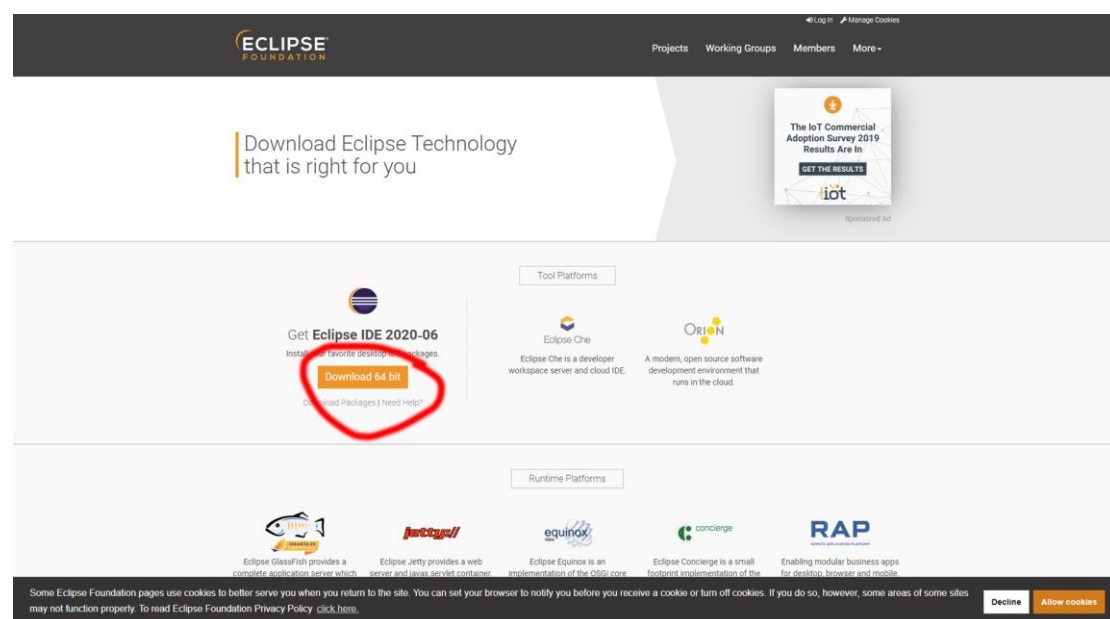 Log in Manage Cookies
ECLIPSE
FOUNDATION
Projects Working Groups Members More
Download Eclipse Technology
that is right for you
The IoT Commercial
Adoption Survey 2019
Results Are In
GET THE RESULTS
iot
Sponsored Ad
Tool Platforms
Get Eclipse IDE 2020-06
Install your favorite desktop IDE packages.
Download 64 bit
Download Packages | Need Help?
Eclipse Che
Eclipse Che is a developer
workspace server and cloud IDE.
ORION
A modern, open source software
development environment that
runs in the cloud.
Runtime Platforms
Eclipse GlassFish provides a
complete application server which
jetty://
Eclipse Jetty provides a web
server and javax.servlet container.
equinox
Eclipse Equinox is an
implementation of the OSGi core
concierge
Eclipse Concierge is a small
footprint implementation of the
RAP
Enabling modular business apps
for desktop, browser and mobile.
Some Eclipse Foundation pages use cookies to better serve you when you return to the site. You can set your browser to notify you before you receive a cookie or turn off cookies. If you do so, however, some areas of some sites
may not function properly. To read Eclipse Foundation Privacy Policy click here.
Decline
Allow cookies